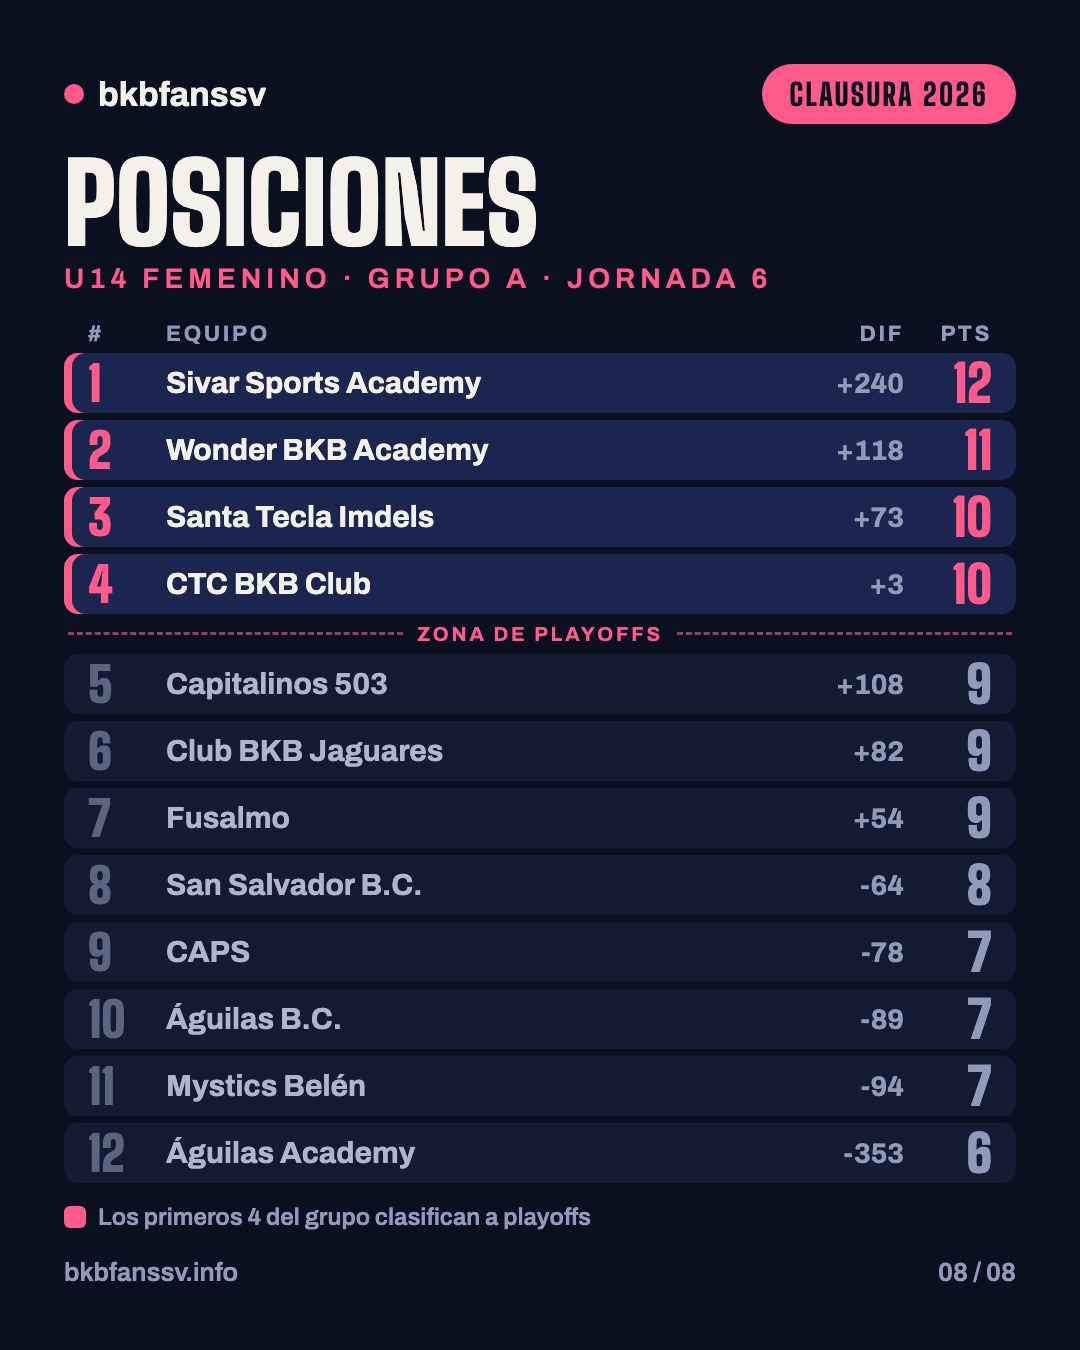 bkbfanssv
CLAUSURA 2026
POSICIONES
U14 FEMENINO · GRUPO A · JORNADA 6
# EQUIPO DIF PTS
1 Sivar Sports Academy +240 12
2 Wonder BKB Academy +118 11
3 Santa Tecla Imdels +73 10
4 CTC BKB Club +3 10
ZONA DE PLAYOFFS
5 Capitalinos 503 +108 9
6 Club BKB Jaguares +82 9
7 Fusalmo +54 9
8 San Salvador B.C. -64 8
9 CAPS -78 7
10 Águilas B.C. -89 7
11 Mystics Belén -94 7
12 Águilas Academy -353 6
Los primeros 4 del grupo clasifican a playoffs
bkbfanssv.info 08 / 08